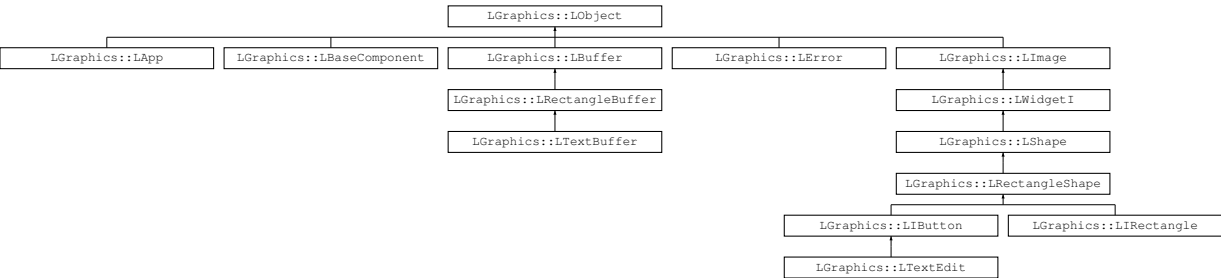 LGraphics::LObject
LGraphics::LApp
LGraphics::LBaseComponent
LGraphics::LBuffer
LGraphics::LError
LGraphics::LImage
LGraphics::LRectangleBuffer
LGraphics::LWidgetI
LGraphics::LTextBuffer
LGraphics::LShape
LGraphics::LRectangleShape
LGraphics::LIButton
LGraphics::LIRectangle
LGraphics::LTextEdit